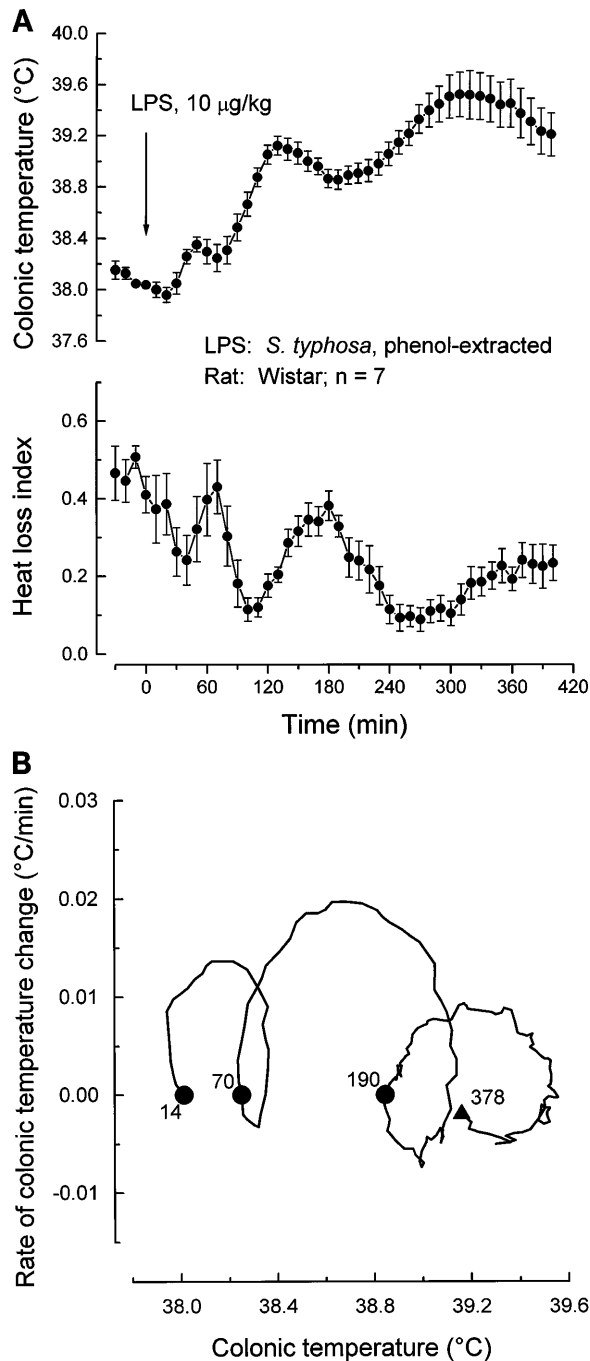 A
Colonic temperature (°C)
40.0
39.6
39.2
38.8
38.4
38.0
37.6
LPS, 10 μg/kg
LPS: S. typhosa, phenol-extracted
Rat: Wistar; n = 7
Heat loss index
0.6
0.4
0.2
0.0
0 60 120 180 240 300 360 420
Time (min)
B
Rate of colonic temperature change (°C/min)
0.03
0.02
0.01
0.00
-0.01
14
70
190
378
38.0 38.4 38.8 39.2 39.6
Colonic temperature (°C)